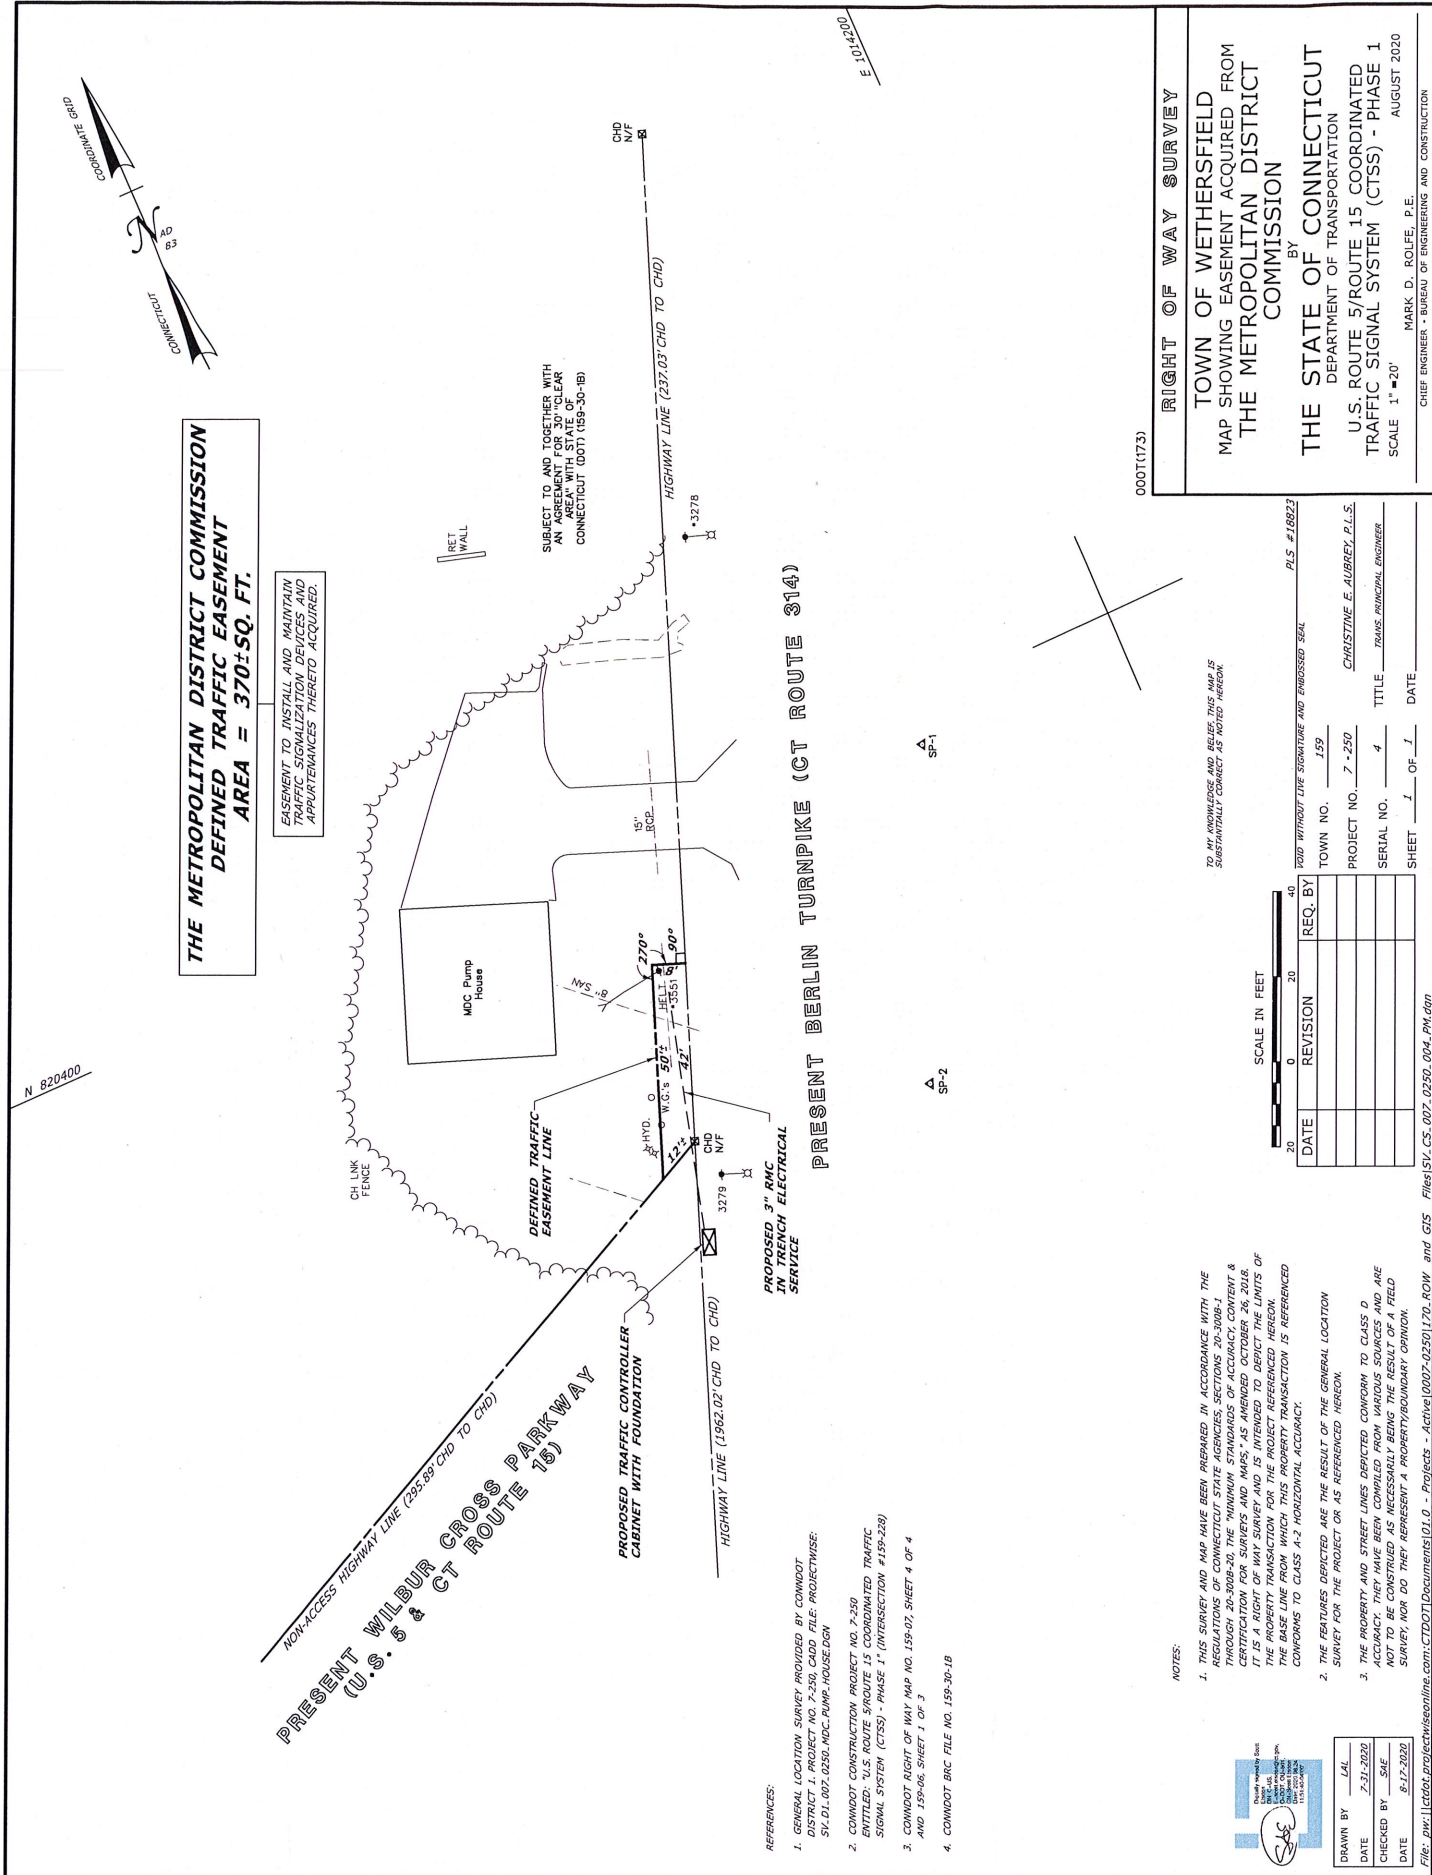 N 820400
E 1014200
COORDINATE GRID
N
AD
83
CONNECTICUT
THE METROPOLITAN DISTRICT COMMISSION
DEFINED TRAFFIC EASEMENT
AREA = 370±SQ. FT.
EASEMENT TO INSTALL AND MAINTAIN
TRAFFIC SIGNALIZATION DEVICES AND
APPURTENANCES THERETO ACQUIRED.
RET
WALL
SUBJECT TO AND TOGETHER WITH
AN AGREEMENT FOR 30' "CLEAR
AREA" WITH STATE OF
CONNECTICUT (DOT) (159-30-1B)
CHD
N/F
HIGHWAY LINE (237.03' CHD TO CHD)
•3278
CH LNK
FENCE
MDC Pump
House
8" SAN
15"
RCP
270°
90°
8'
HELT.
•3551
50'±
W.G.'s
42'
HYD.
12'±
CHD
N/F
3279
DEFINED TRAFFIC
EASEMENT LINE
PROPOSED 3" RMC
IN TRENCH ELECTRICAL
SERVICE
PROPOSED TRAFFIC CONTROLLER
CABINET WITH FOUNDATION
HIGHWAY LINE (1962.02' CHD TO CHD)
NON-ACCESS HIGHWAY LINE (295.89' CHD TO CHD)
PRESENT WILBUR CROSS PARKWAY
(U.S. 5 & CT ROUTE 15)
PRESENT BERLIN TURNPIKE (CT ROUTE 314)
SP-1
SP-2
REFERENCES:
1. GENERAL LOCATION SURVEY PROVIDED BY CONNDOT
DISTRICT 1. PROJECT NO. 7-250, CADD FILE: PROJECTWISE:
SV_D1_007_0250_MDC_PUMP_HOUSE.DGN
2. CONNDOT CONSTRUCTION PROJECT NO. 7-250
ENTITLED: "U.S. ROUTE 5/ROUTE 15 COORDINATED TRAFFIC
SIGNAL SYSTEM (CTSS) - PHASE 1" (INTERSECTION #159-228)
3. CONNDOT RIGHT OF WAY MAP NO. 159-07, SHEET 4 OF 4
AND 159-06, SHEET 1 OF 3
4. CONNDOT BRC FILE NO. 159-30-1B
NOTES:
1. THIS SURVEY AND MAP HAVE BEEN PREPARED IN ACCORDANCE WITH THE
REGULATIONS OF CONNECTICUT STATE AGENCIES, SECTIONS 20-300B-1
THROUGH 20-300B-20, THE "MINIMUM STANDARDS OF ACCURACY, CONTENT &
CERTIFICATION FOR SURVEYS AND MAPS," AS AMENDED OCTOBER 26, 2018.
IT IS A RIGHT OF WAY SURVEY AND IS INTENDED TO DEPICT THE LIMITS OF
THE PROPERTY TRANSACTION FOR THE PROJECT REFERENCED HEREON.
THE BASE LINE FROM WHICH THIS PROPERTY TRANSACTION IS REFERENCED
CONFORMS TO CLASS A-2 HORIZONTAL ACCURACY.
2. THE FEATURES DEPICTED ARE THE RESULT OF THE GENERAL LOCATION
SURVEY FOR THE PROJECT OR AS REFERENCED HEREON.
3. THE PROPERTY AND STREET LINES DEPICTED CONFORM TO CLASS D
ACCURACY. THEY HAVE BEEN COMPILED FROM VARIOUS SOURCES AND ARE
NOT TO BE CONSTRUED AS NECESSARILY BEING THE RESULT OF A FIELD
SURVEY, NOR DO THEY REPRESENT A PROPERTY/BOUNDARY OPINION.
Digitally signed by Scott
DRAWN BY LAL
DATE 7-31-2020
CHECKED BY SAE
DATE 8-17-2020
File: pw:\\ctdot.projectwiseonline.com:CTDOT\Documents\01.0 - Projects - Active\0007-0250\170_ROW and GIS Files\SV_CS_007_0250_004_PM.dgn
SCALE IN FEET
20 0 20 40
DATE REVISION REQ. BY
TO MY KNOWLEDGE AND BELIEF, THIS MAP IS
SUBSTANTIALLY CORRECT AS NOTED HEREON.
PLS #18823
VOID WITHOUT LIVE SIGNATURE AND EMBOSSED SEAL
CHRISTINE E. AUBREY, P.L.S.
TOWN NO. 159
PROJECT NO. 7-250
TITLE TRANS. PRINCIPAL ENGINEER
SERIAL NO. 4
SHEET 1 OF 1
DATE
000T(173)
RIGHT OF WAY SURVEY
TOWN OF WETHERSFIELD
MAP SHOWING EASEMENT ACQUIRED FROM
THE METROPOLITAN DISTRICT
COMMISSION
BY
THE STATE OF CONNECTICUT
DEPARTMENT OF TRANSPORTATION
U.S. ROUTE 5/ROUTE 15 COORDINATED
TRAFFIC SIGNAL SYSTEM (CTSS) - PHASE 1
SCALE 1"=20' AUGUST 2020
MARK D. ROLFE, P.E.
CHIEF ENGINEER - BUREAU OF ENGINEERING AND CONSTRUCTION